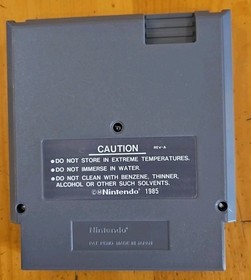 CAUTION REV-A
•DO NOT STORE IN EXTREME TEMPERATURES.
•DO NOT IMMERSE IN WATER.
•DO NOT CLEAN WITH BENZENE, THINNER,
ALCOHOL OR OTHER SUCH SOLVENTS.
©®Nintendo® 1985
Nintendo®